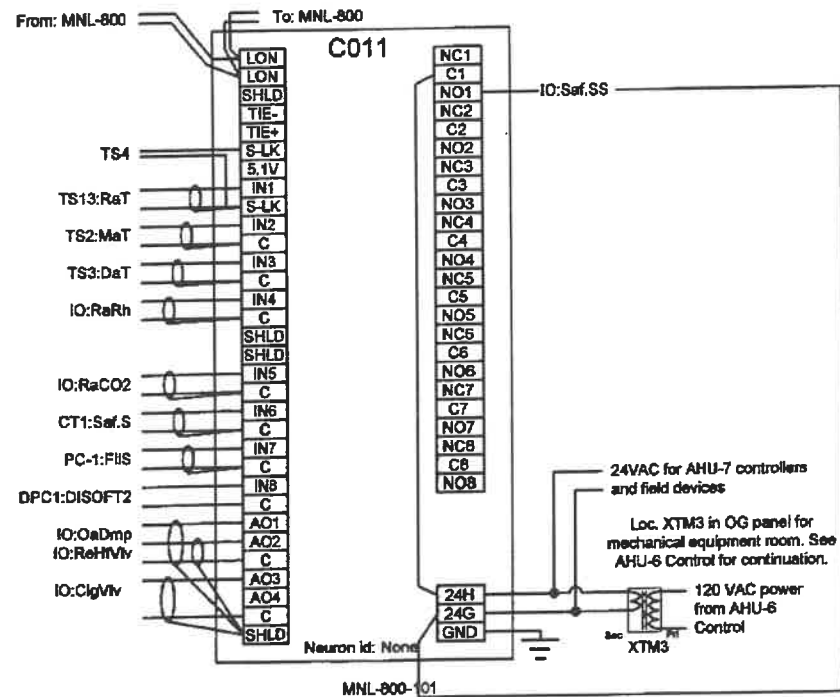 From: MNL-800
To: MNL-800
C011
LON
LON
SHLD
TIE-
TIE+
S-LK
5.1V
IN1
S-LK
IN2
C
IN3
C
IN4
C
SHLD
SHLD
IN5
C
IN6
C
IN7
C
IN8
C
AO1
AO2
C
AO3
AO4
C
SHLD
TS4
TS13:RaT
TS2:MaT
TS3:DaT
IO:RaRh
IO:RaCO2
CT1:Saf.S
PC-1:FilS
DPC1:DISOFT2
IO:OaDmp
IO:ReHtVlv
IO:ClgVlv
NC1
C1
NO1
NC2
C2
NO2
NC3
C3
NO3
NC4
C4
NO4
NC5
C5
NO5
NC6
C6
NO6
NC7
C7
NO7
NC8
C8
NO8
IO:Saf.SS
24VAC for AHU-7 controllers
and field devices
Loc. XTM3 in OG panel for
mechanical equipment room. See
AHU-6 Control for continuation.
24H
24G
GND
120 VAC power
from AHU-6
Control
Sec
Pri
XTM3
Neuron id: None
MNL-800-101